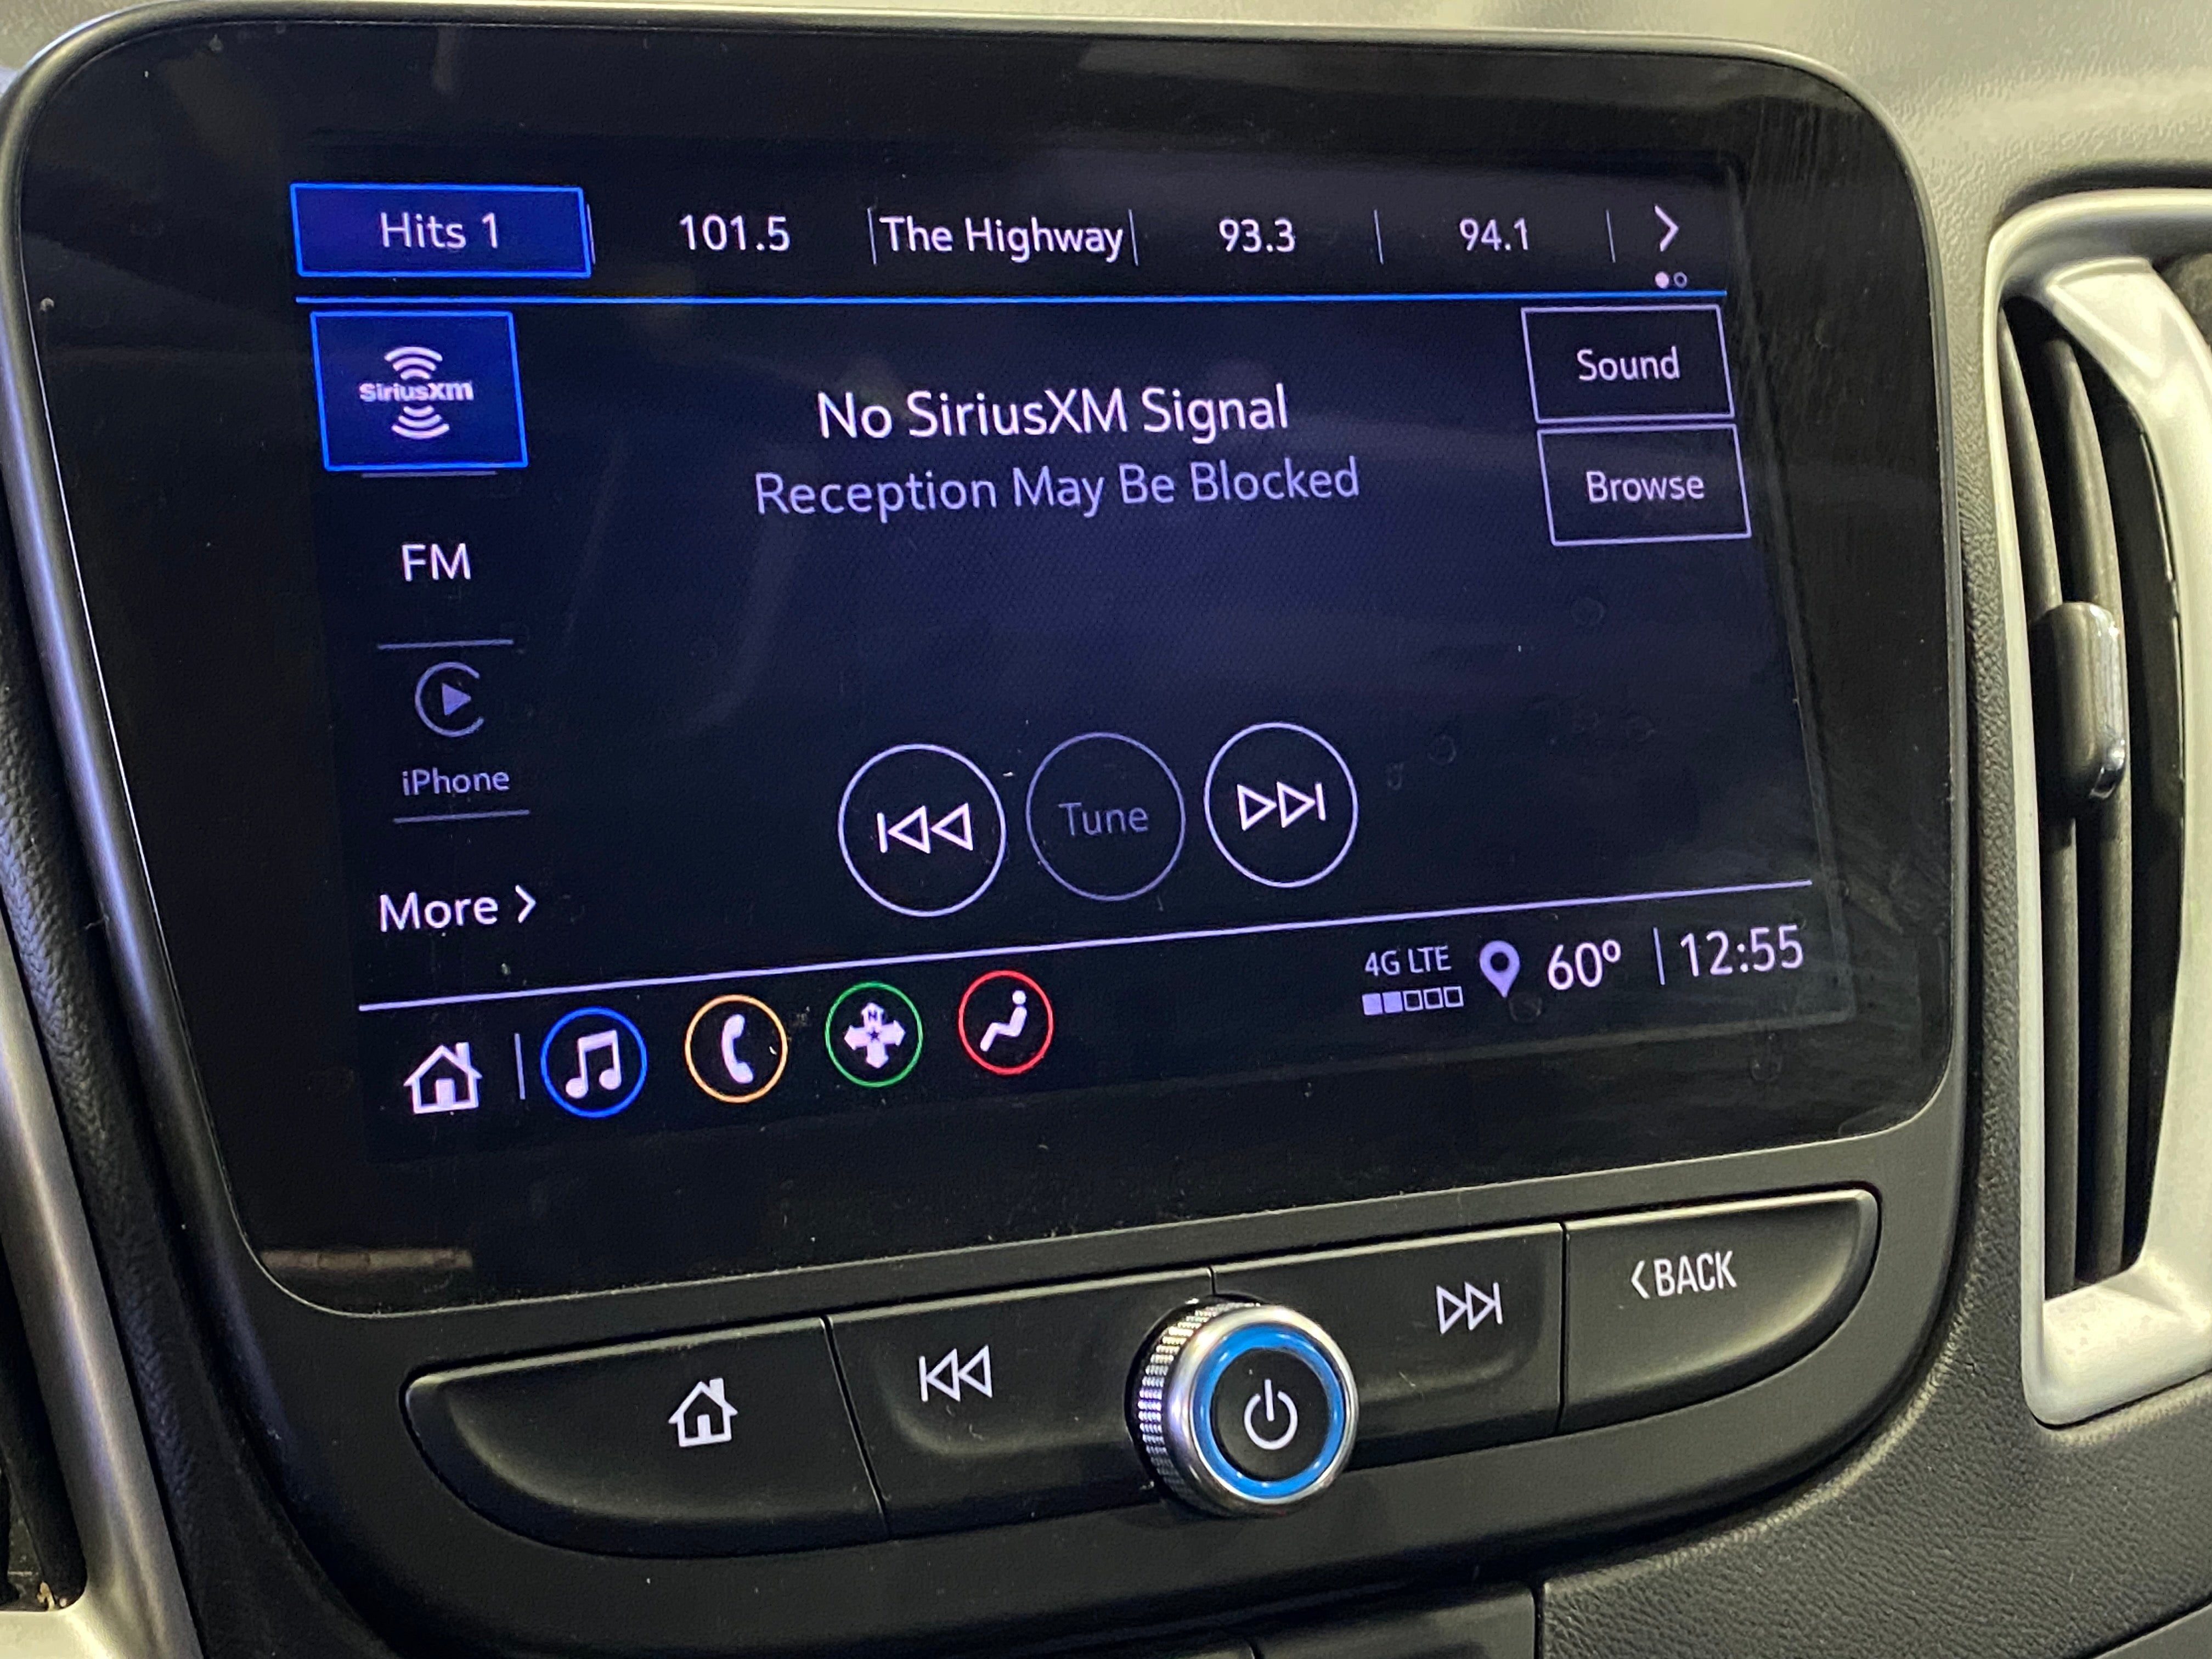 Hits 1
101.5
The Highway
93.3
94.1
SiriusXM
No SiriusXM Signal
Reception May Be Blocked
Sound
Browse
FM
iPhone
Tune
More >
4G LTE
60°
12:55
N
<BACK